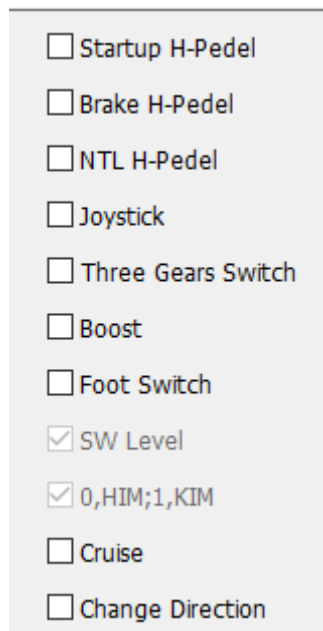 Startup H-Pedel
Brake H-Pedel
NTL H-Pedel
Joystick
Three Gears Switch
Boost
Foot Switch
SW Level
0,HIM;1,KIM
Cruise
Change Direction